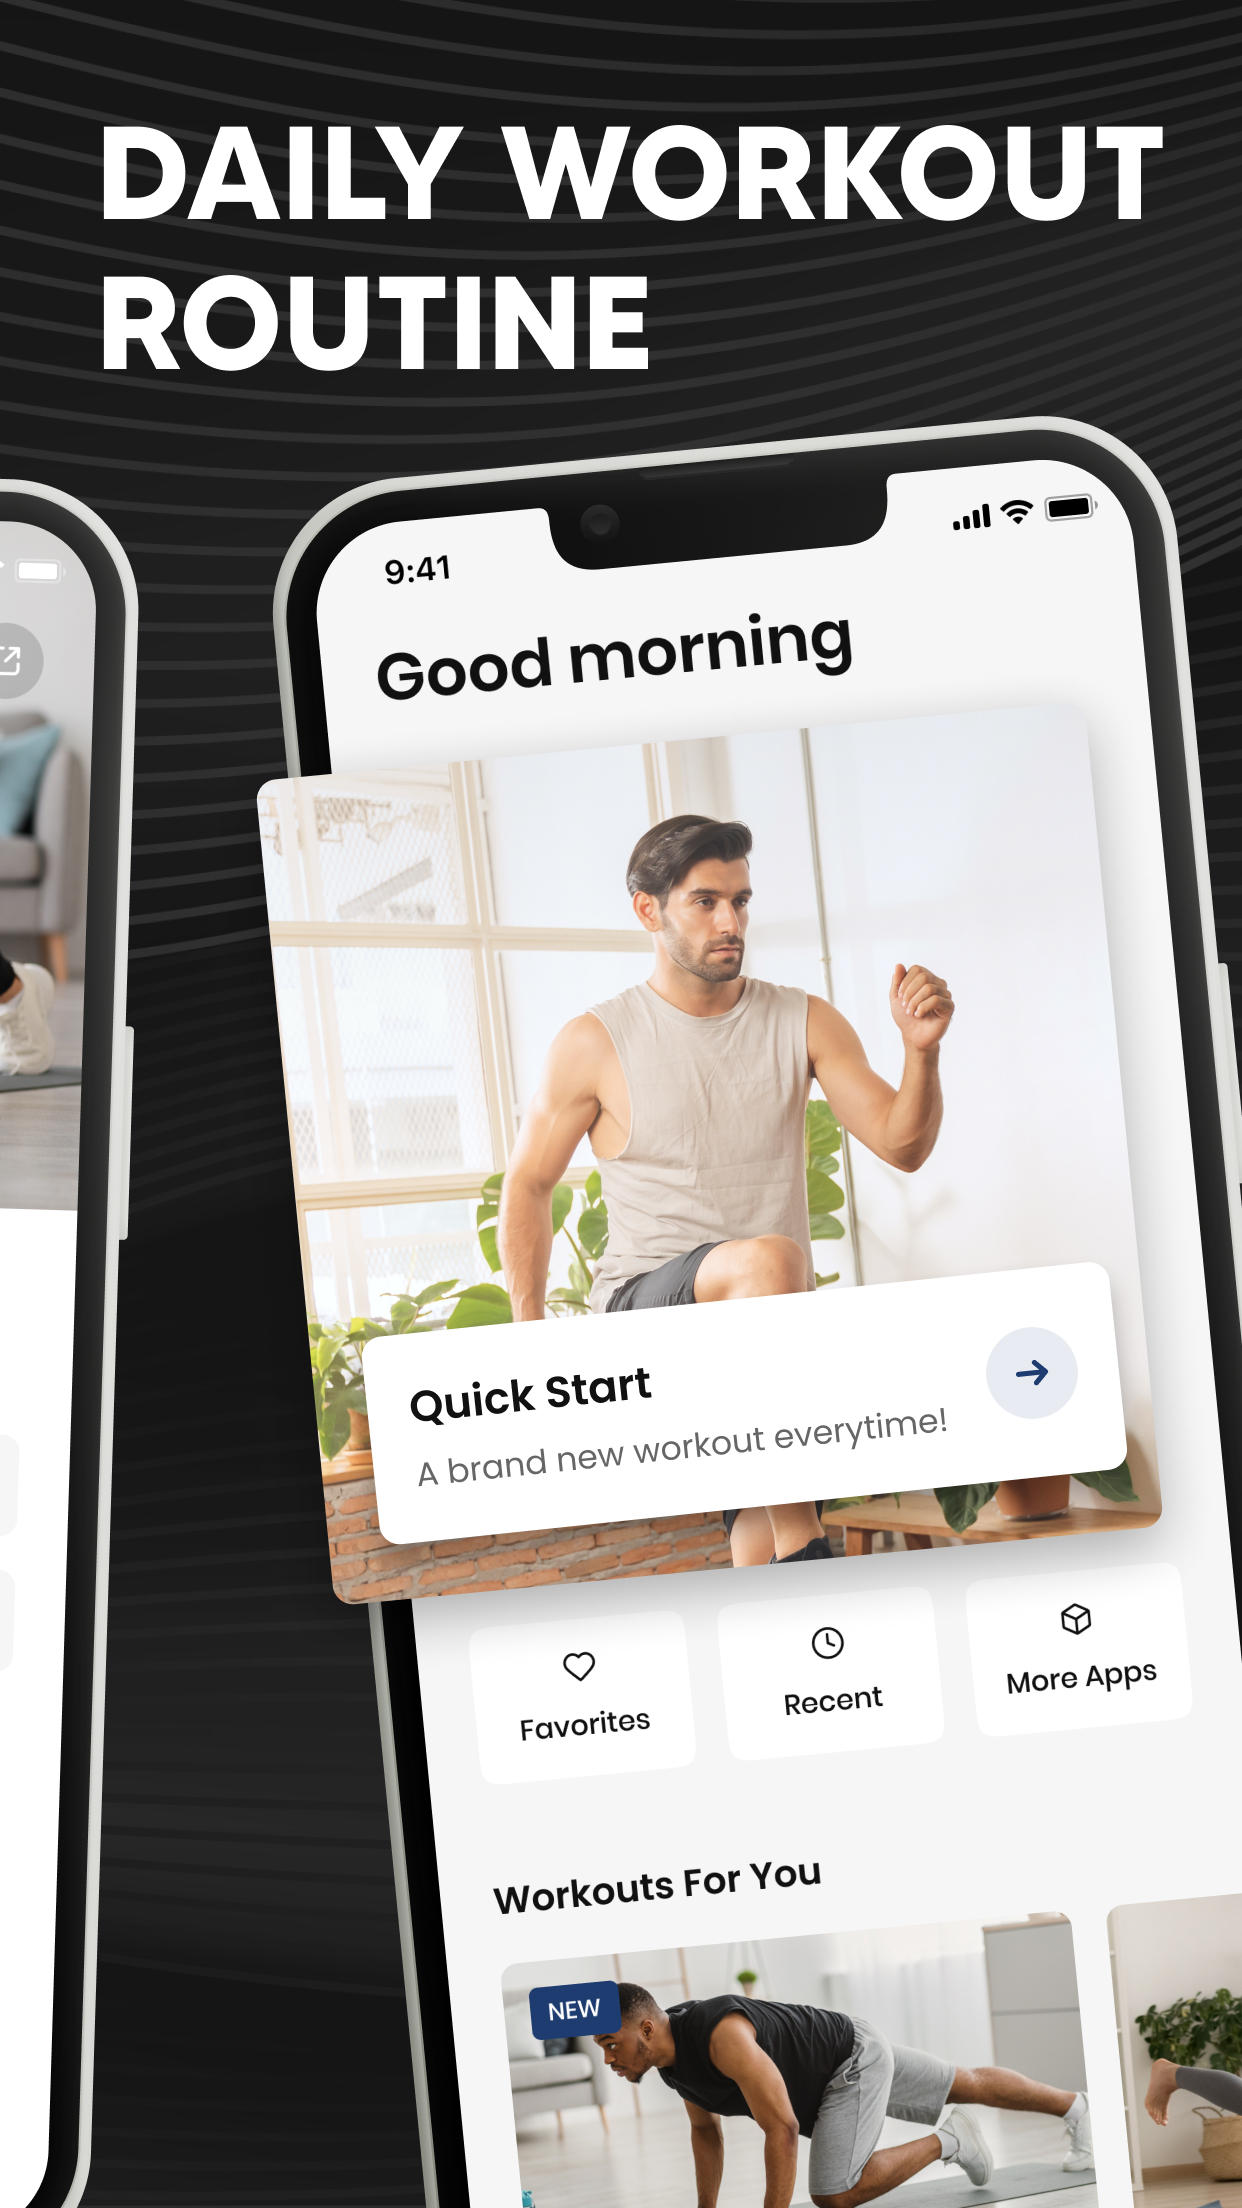 DAILY WORKOUT
ROUTINE
9:41
Good morning
Quick Start
A brand new workout everytime!
Favorites
Recent
More Apps
Workouts For You
NEW